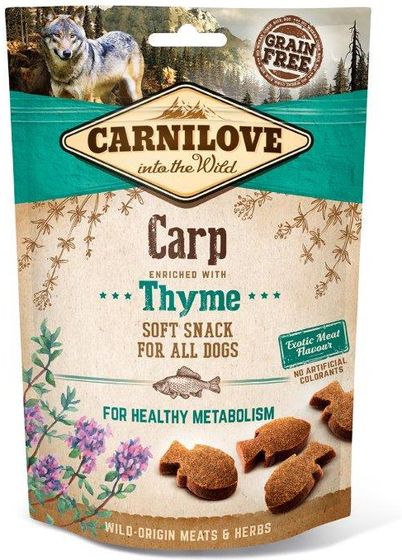 GRAIN
FREE
CARNILOVE
into the Wild
Carp
ENRICHED WITH
Thyme
SOFT SNACK
FOR ALL DOGS
Exotic Meat
Flavour
NO ARTIFICIAL
COLORANTS
FOR HEALTHY METABOLISM
WILD-ORIGIN MEATS & HERBS